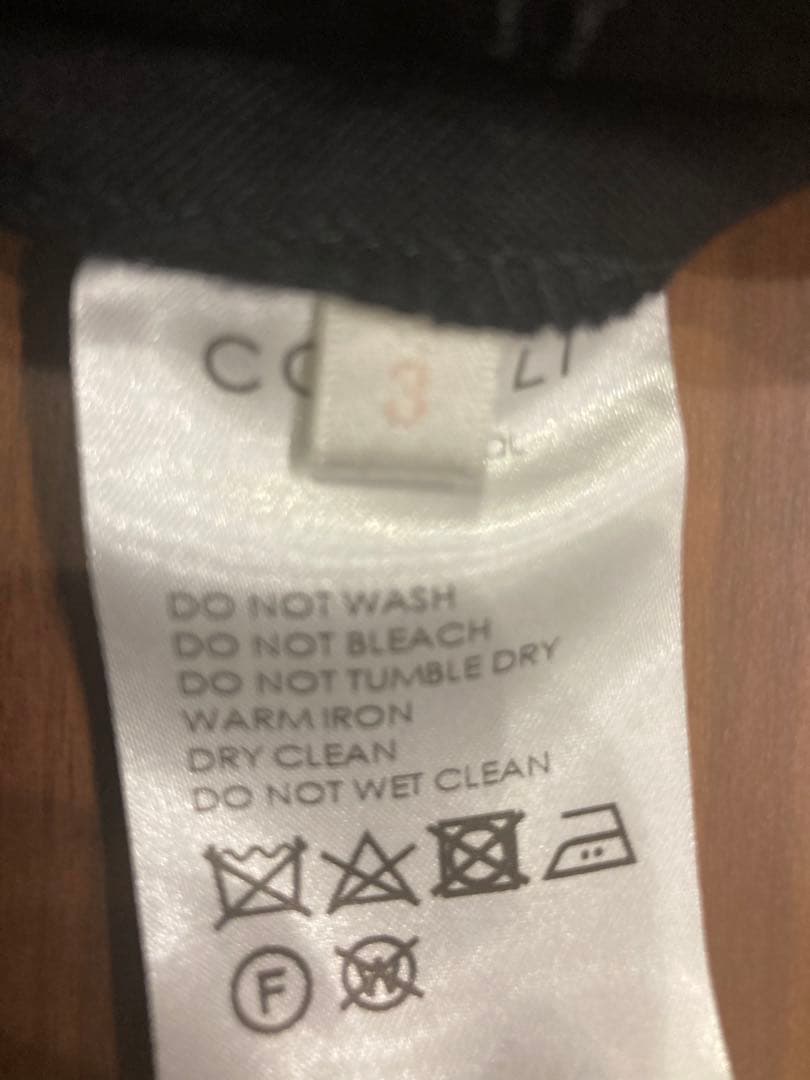 3
DO NOT WASH
DO NOT BLEACH
DO NOT TUMBLE DRY
WARM IRON
DRY CLEAN
DO NOT WET CLEAN
F
W